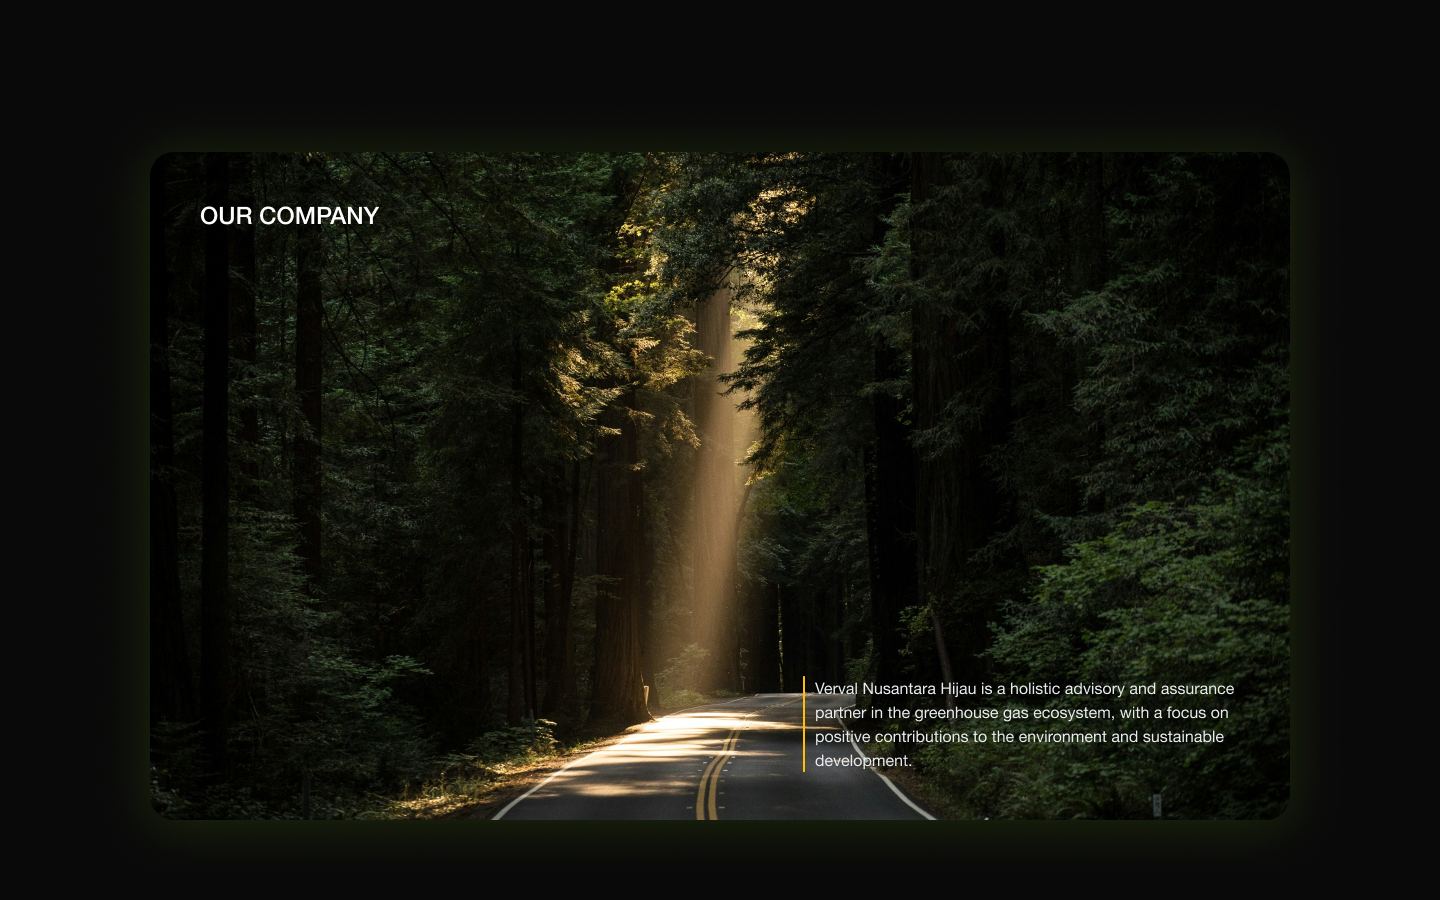 OUR COMPANY
Verval Nusantara Hijau is a holistic advisory and assurance
partner in the greenhouse gas ecosystem, with a focus on
positive contributions to the environment and sustainable
development.